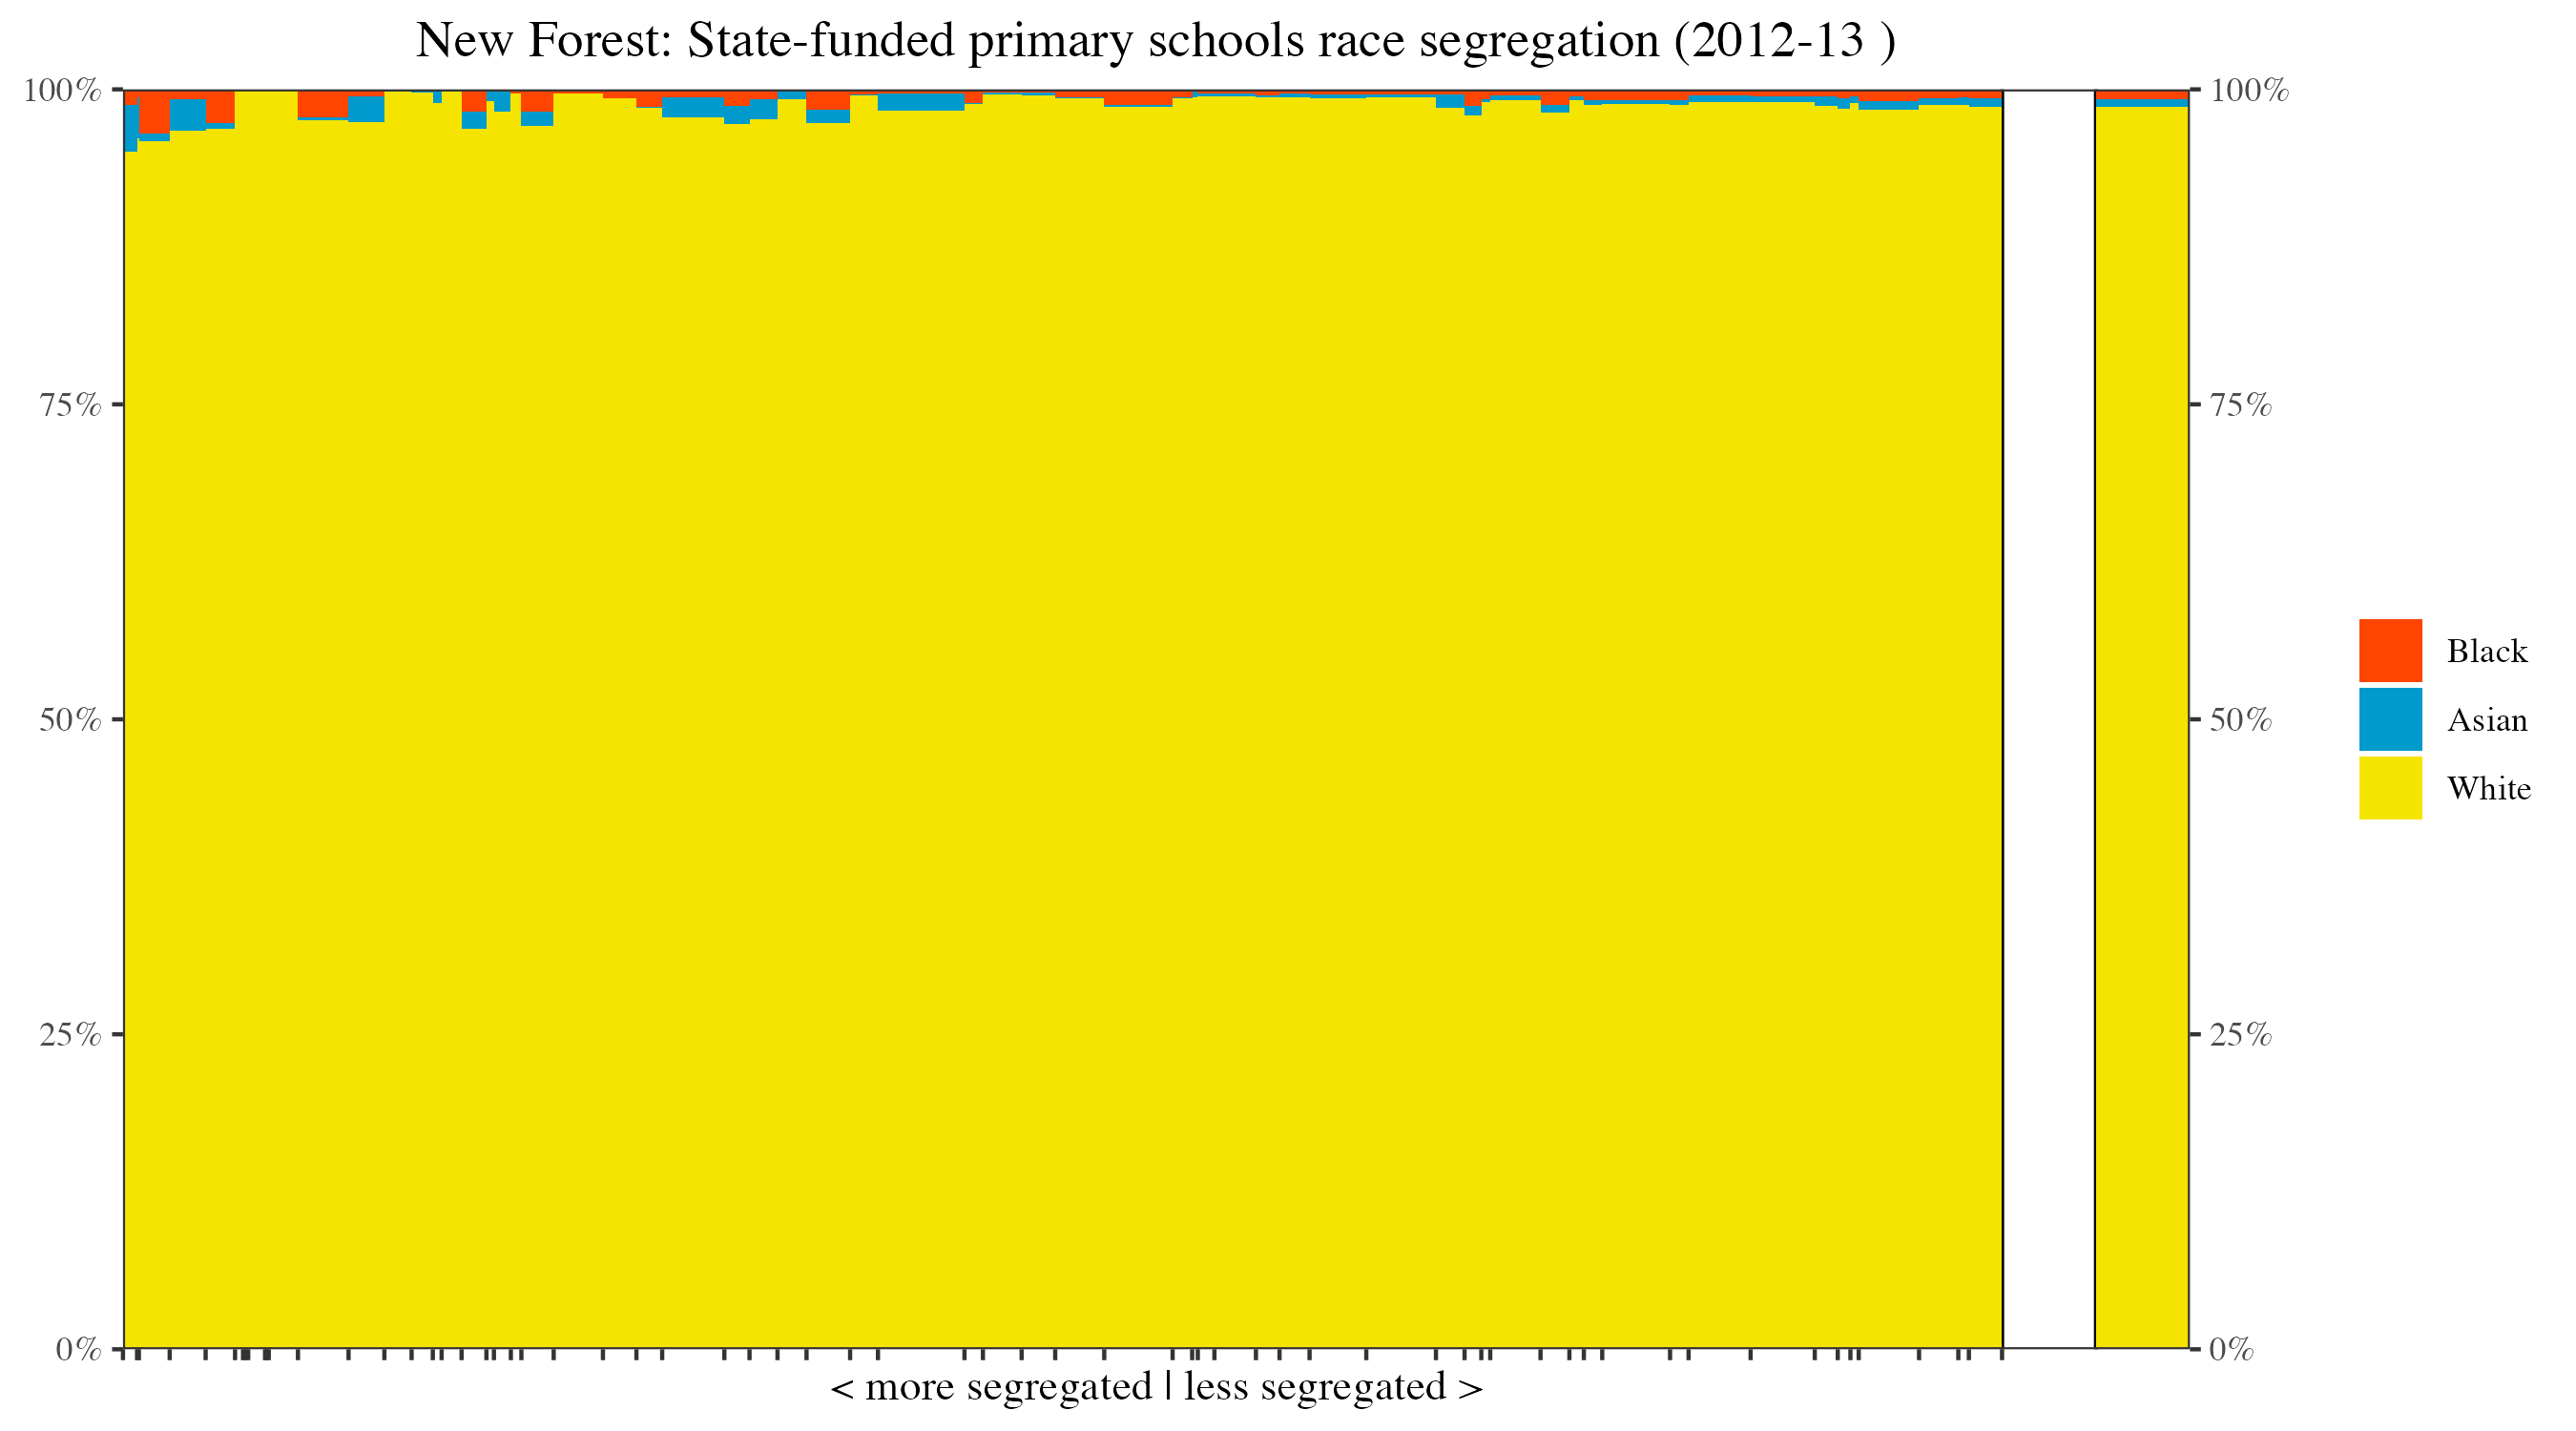 New Forest: State-funded primary schools race segregation (2012-13 )
100%
75%
50%
25%
0%
100%
75%
50%
25%
0%
Black
Asian
White
< more segregated | less segregated >